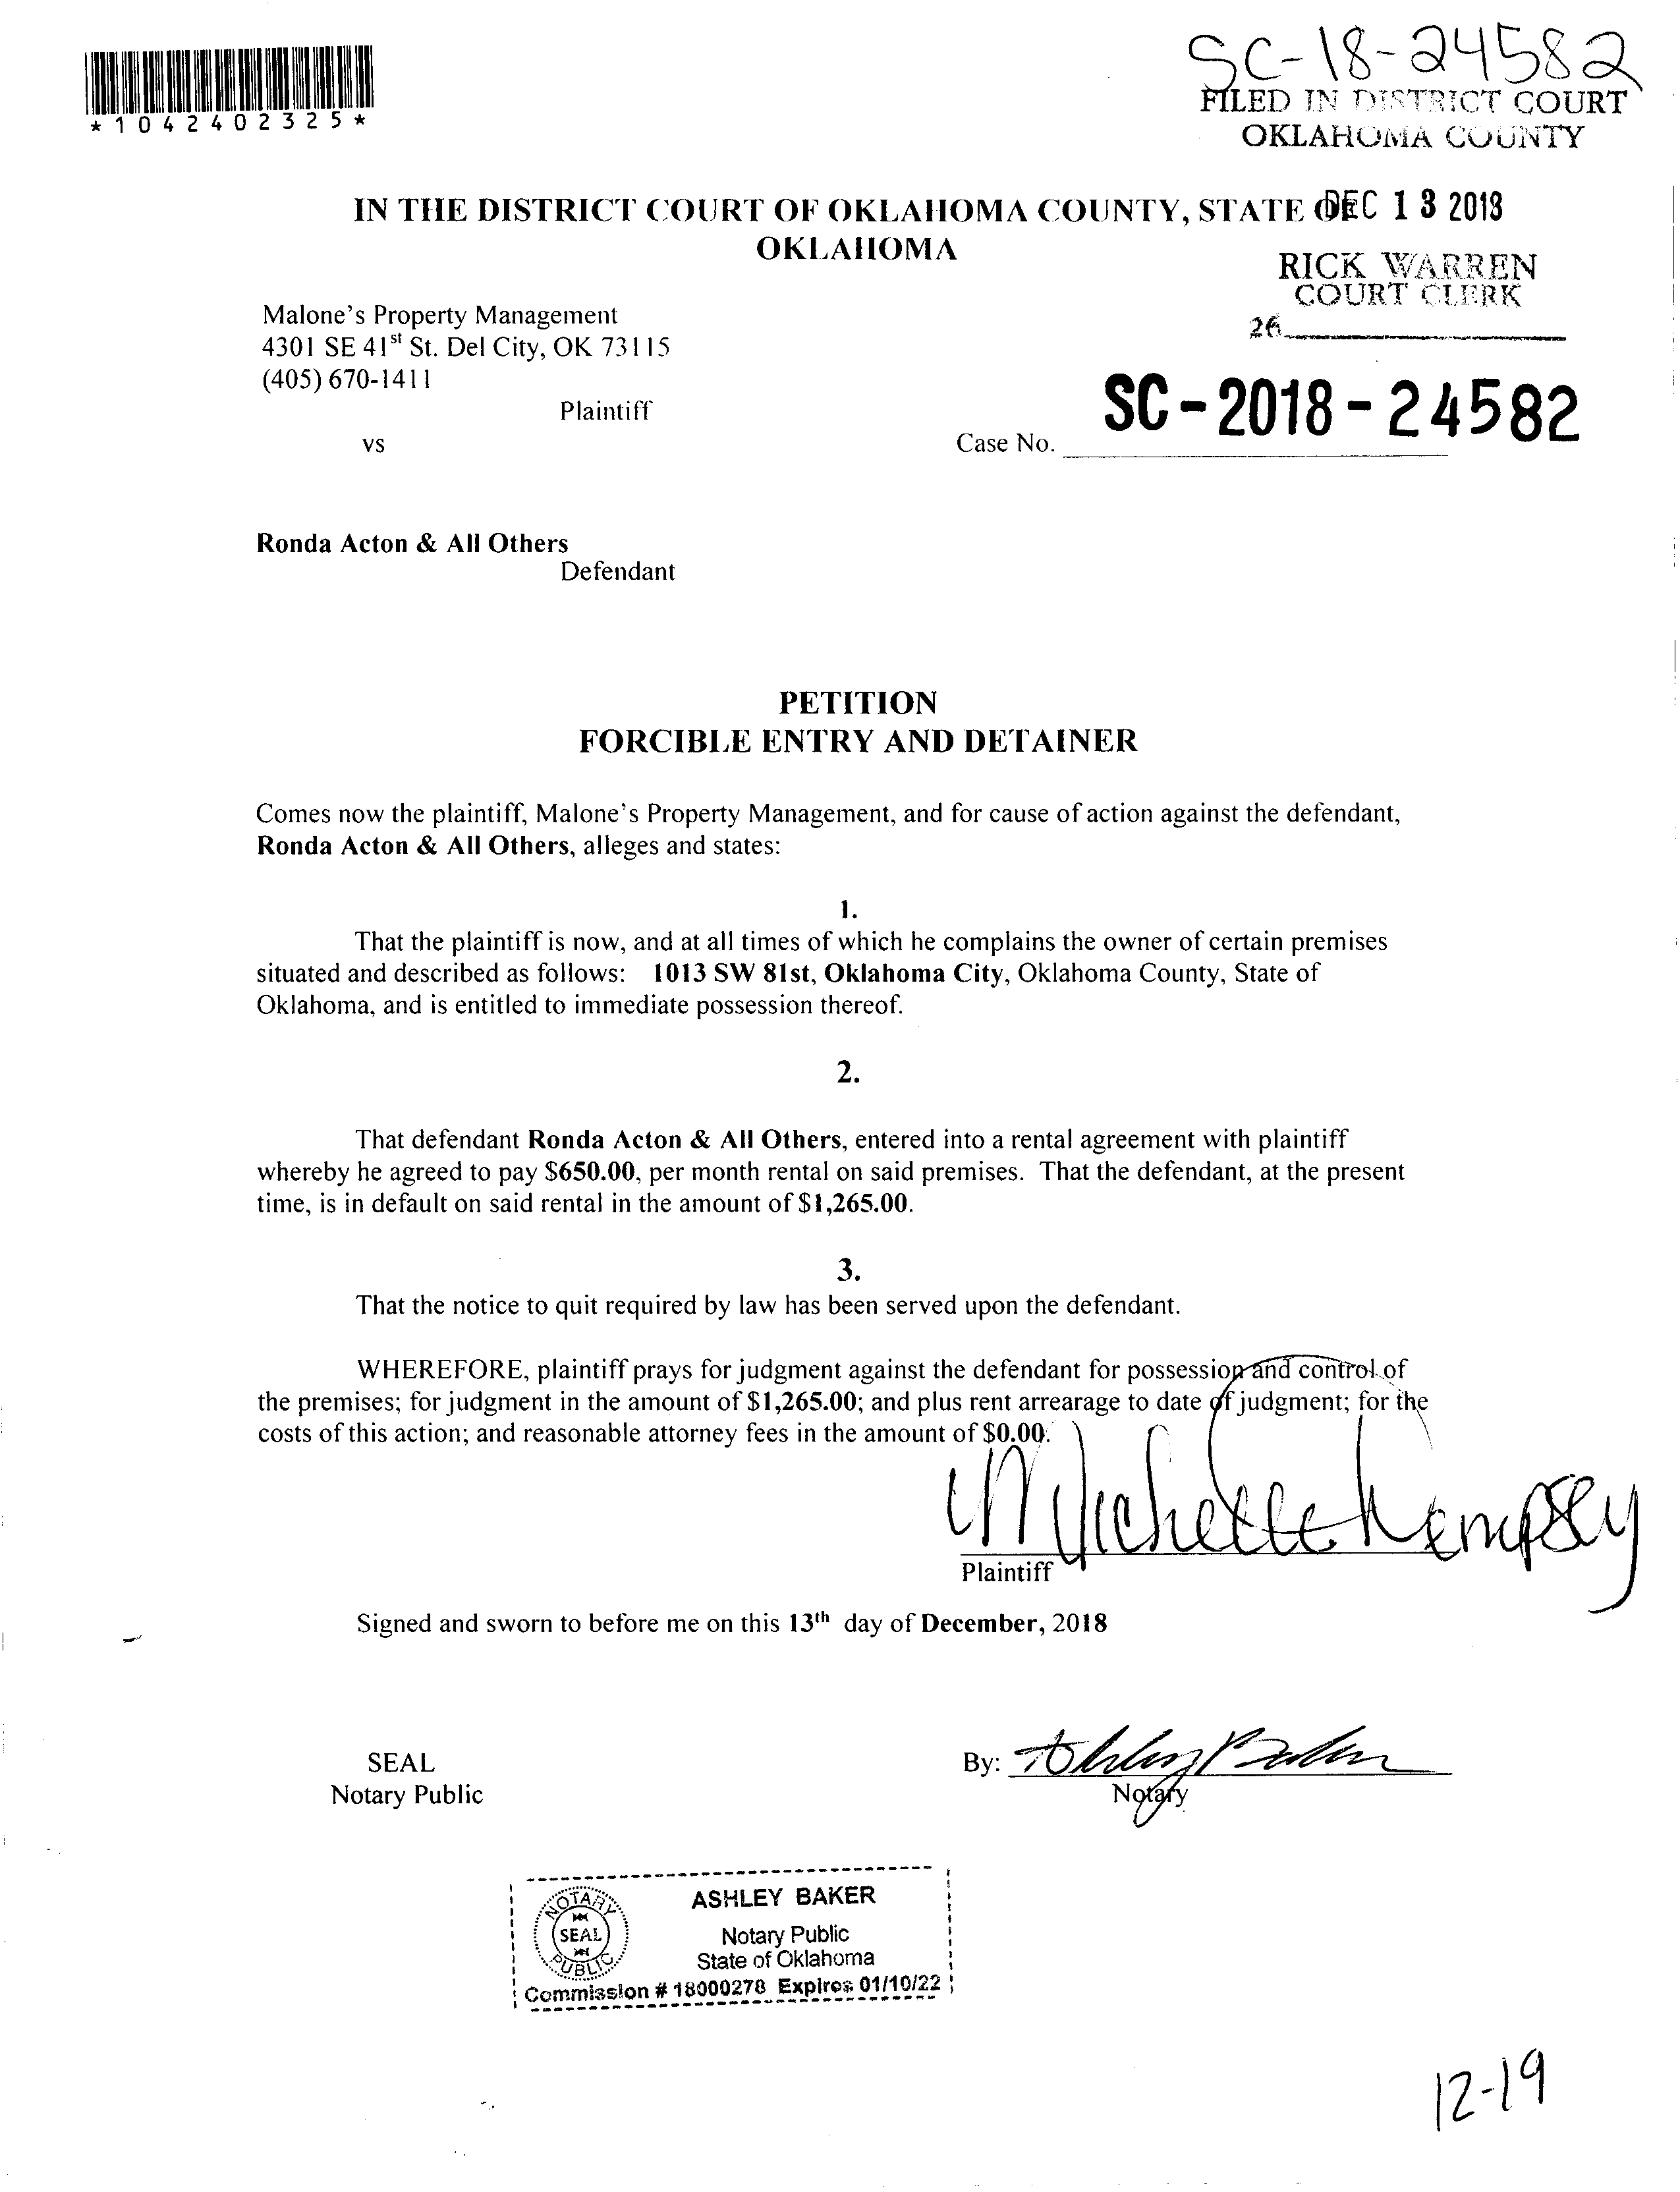 SC-18-24582
*1042402325*
FILED IN DISTRICT COURT
OKLAHOMA COUNTY
IN THE DISTRICT COURT OF OKLAHOMA COUNTY, STATE OF DEC 13 2018
OKLAHOMA
RICK WARREN
COURT CLERK
26
Malone's Property Management
4301 SE 41st St. Del City, OK 73115
(405) 670-1411
Plaintiff
SC-2018-24582
vs
Case No.
Ronda Acton & All Others
Defendant
PETITION
FORCIBLE ENTRY AND DETAINER
Comes now the plaintiff, Malone's Property Management, and for cause of action against the defendant,
Ronda Acton & All Others, alleges and states:
1.
That the plaintiff is now, and at all times of which he complains the owner of certain premises
situated and described as follows: 1013 SW 81st, Oklahoma City, Oklahoma County, State of
Oklahoma, and is entitled to immediate possession thereof.
2.
That defendant Ronda Acton & All Others, entered into a rental agreement with plaintiff
whereby he agreed to pay $650.00, per month rental on said premises. That the defendant, at the present
time, is in default on said rental in the amount of $1,265.00.
3.
That the notice to quit required by law has been served upon the defendant.
WHEREFORE, plaintiff prays for judgment against the defendant for possession and control of
the premises; for judgment in the amount of $1,265.00; and plus rent arrearage to date of judgment; for the
costs of this action; and reasonable attorney fees in the amount of $0.00.
Michelle
Plaintiff
Signed and sworn to before me on this 13th day of December, 2018
SEAL
By: Ashley Baker
Notary Public
Notary
NOTARY
SEAL
PUBLIC
ASHLEY BAKER
Notary Public
State of Oklahoma
Commission # 18000278 Expires 01/10/22
12-19